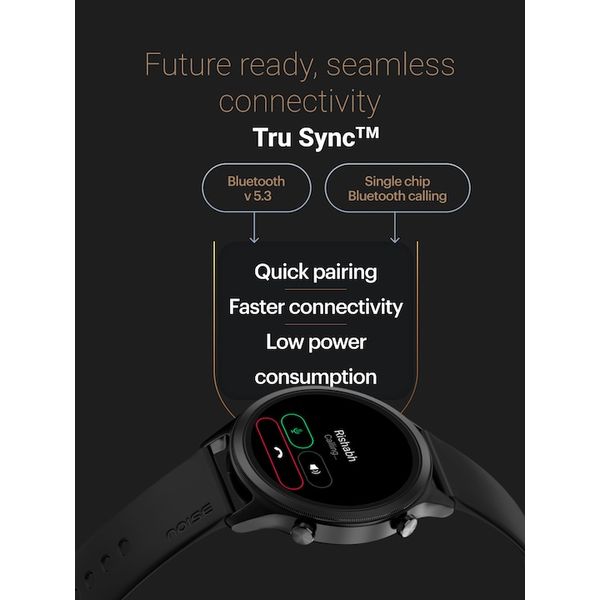 Future ready, seamless
connectivity
Tru Sync™
Bluetooth
v 5.3
Single chip
Bluetooth calling
Quick pairing
Faster connectivity
Low power
consumption
Rishabh
Calling...
NOISE